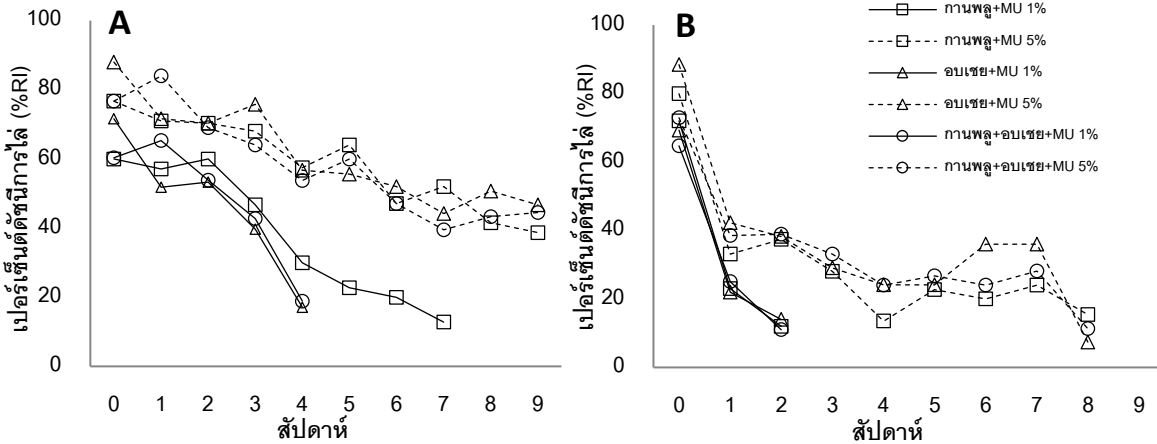 A
เปอร์เซ็นต์ดัชนีการไล่ (%RI)
100
80
60
40
20
0
0 1 2 3 4 5 6 7 8 9
สัปดาห์
B
เปอร์เซ็นต์ดัชนีการไล่ (%RI)
100
80
60
40
20
0
0 1 2 3 4 5 6 7 8 9
สัปดาห์
กานพลู+MU 1%
กานพลู+MU 5%
อบเชย+MU 1%
อบเชย+MU 5%
กานพลู+อบเชย+MU 1%
กานพลู+อบเชย+MU 5%